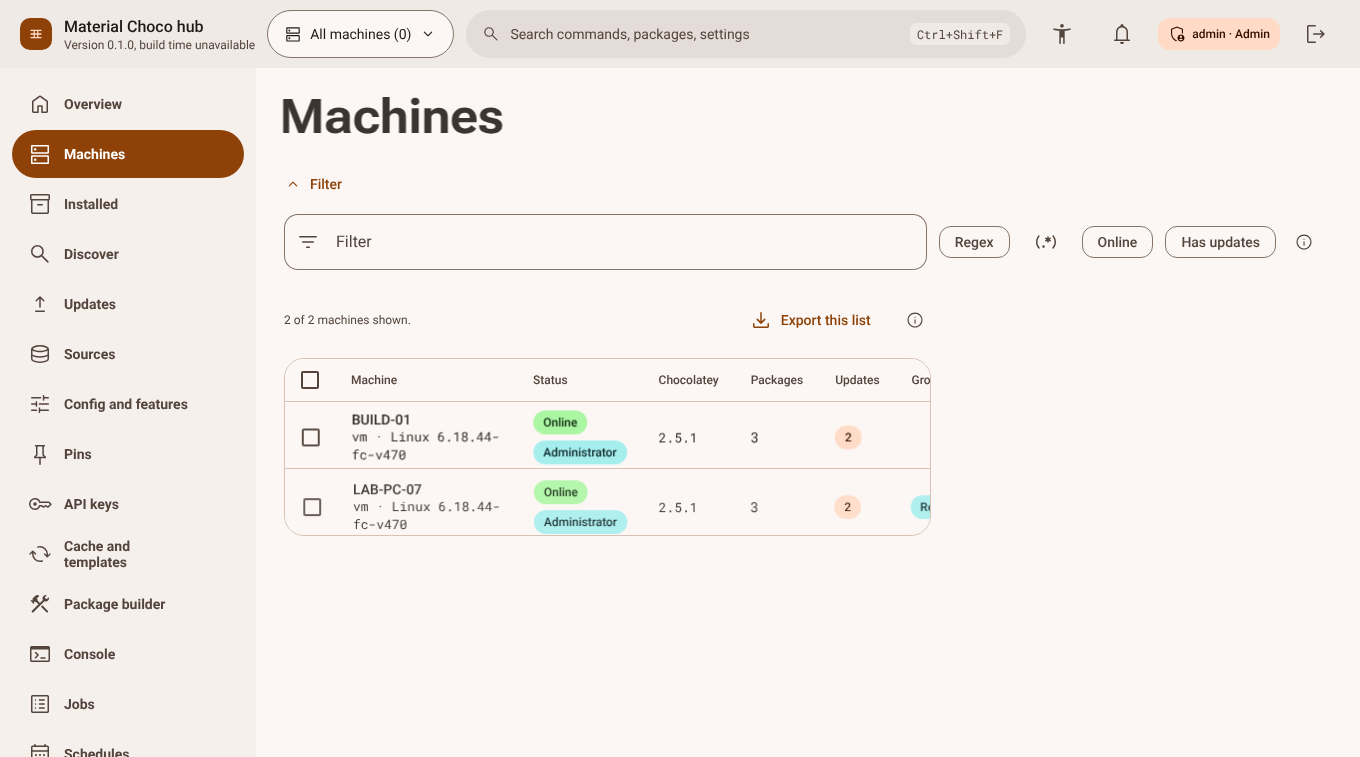 Material Choco hub
Version 0.1.0, build time unavailable
All machines (0)
Search commands, packages, settings
Ctrl+Shift+F
admin · Admin
Overview
Machines
Installed
Discover
Updates
Sources
Config and features
Pins
API keys
Cache and
templates
Package builder
Console
Jobs
Schedules
Machines
Filter
Filter
Regex
(.*)
Online
Has updates
2 of 2 machines shown.
Export this list
Machine Status Chocolatey Packages Updates Gro
BUILD-01
vm · Linux 6.18.44-
fc-v470
Online
Administrator
2.5.1
3
2
LAB-PC-07
vm · Linux 6.18.44-
fc-v470
Online
Administrator
2.5.1
3
2